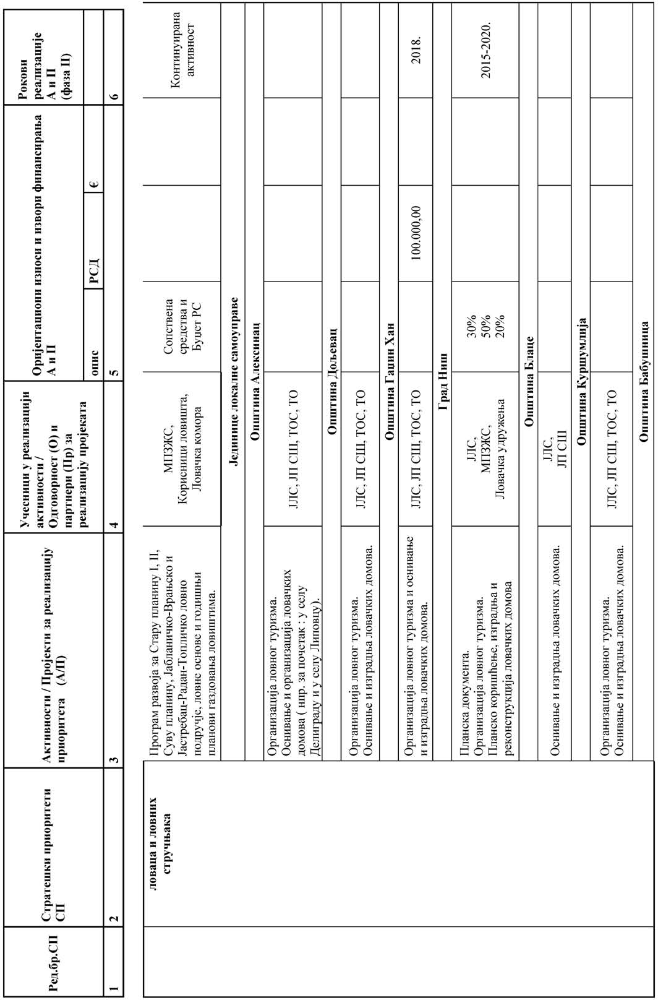 Ред.бр.СП
Стратешки приоритети
СП
Активности / Пројекти за реализацију
приоритета (А/П)
Учесници у реализацији
активности /
Одговорност (О) и
партнери (Пр) за
реализацију пројеката
Оријентациони износи и извори финансирања
А и П
опис
РСД
€
Рокови
реализације
А и П
(фаза II)
1
2
3
4
5
6
ловаца и ловних
стручњака
Програм развоја за Стару планину I, II,
Суву планину, Јабланичко-Врањско и
Јастребац-Радан-Топличко ловно
подручје, ловне основе и годишњи
планови газдовања ловиштима.
МПЗЖС,
Корисници ловишта,
Ловачка комора
Сопствена
средства и
Буџет РС
Континуирана
активност
Јединице локалне самоуправе
Општина Алексинац
Организација ловног туризма.
Оснивање и организација ловачких
домова ( нпр. за почетак : у селу
Делиграду и у селу Липовцу).
ЈЛС, ЈП СШ, ТОС, ТО
Општина Дољевац
Организација ловног туризма.
Оснивање и изградња ловачких домова.
ЈЛС, ЈП СШ, ТОС, ТО
Општина Гаџин Хан
Организација ловног туризма и оснивање
и изградња ловачких домова.
ЈЛС, ЈП СШ, ТОС, ТО
100.000,00
2018.
Град Ниш
Планска документа.
Организација ловног туризма.
Планско коришћење, изградња и
реконструкција ловачких домова
ЈЛС,
МПЗЖС,
Ловачка удружења
30%
50%
20%
2015-2020.
Општина Блаце
Оснивање и изградња ловачких домова.
ЈЛС,
ЈП СШ
Општина Куршумлија
Организација ловног туризма.
Оснивање и изградња ловачких домова.
ЈЛС, ЈП СШ, ТОС, ТО
Општина Бабушница